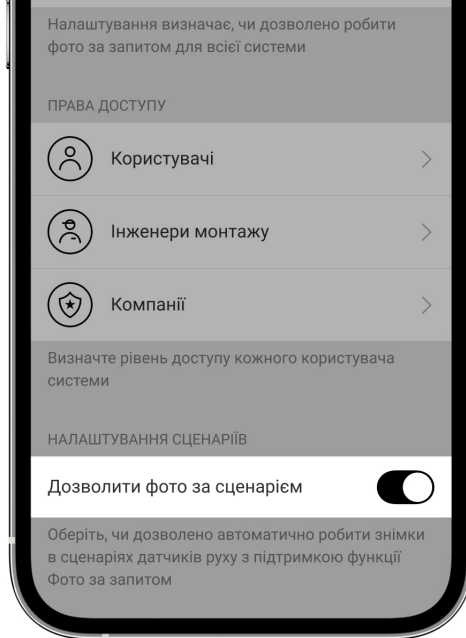 Налаштування визначає, чи дозволено робити
фото за запитом для всієї системи
ПРАВА ДОСТУПУ
Користувачі
Інженери монтажу
Компанії
Визначте рівень доступу кожного користувача
системи
НАЛАШТУВАННЯ СЦЕНАРІЇВ
Дозволити фото за сценарієм
Оберіть, чи дозволено автоматично робити знімки
в сценаріях датчиків руху з підтримкою функції
Фото за запитом